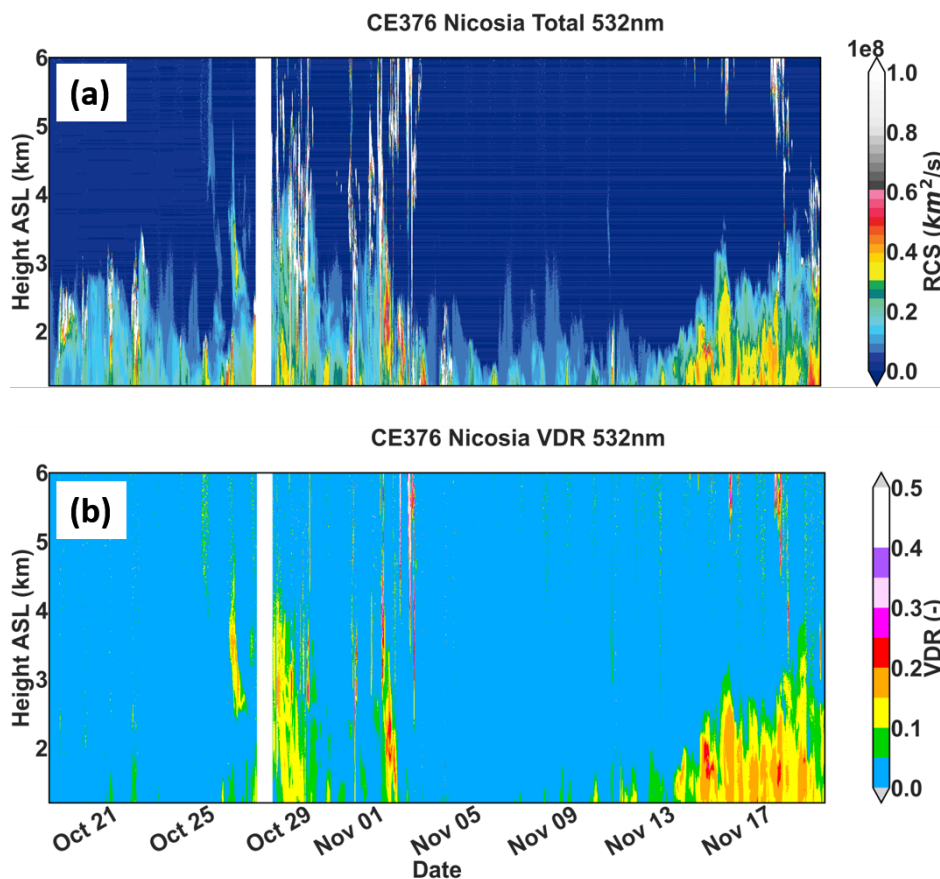 CE376 Nicosia Total 532nm
(a)
Height ASL (km)
6
5
4
3
2
1e8
1.0
0.8
0.6
0.4
0.2
0.0
RCS (km²/s)
CE376 Nicosia VDR 532nm
(b)
Height ASL (km)
6
5
4
3
2
0.5
0.4
0.3
0.2
0.1
0.0
VDR (-)
Oct 21 Oct 25 Oct 29 Nov 01 Nov 05 Nov 09 Nov 13 Nov 17
Date